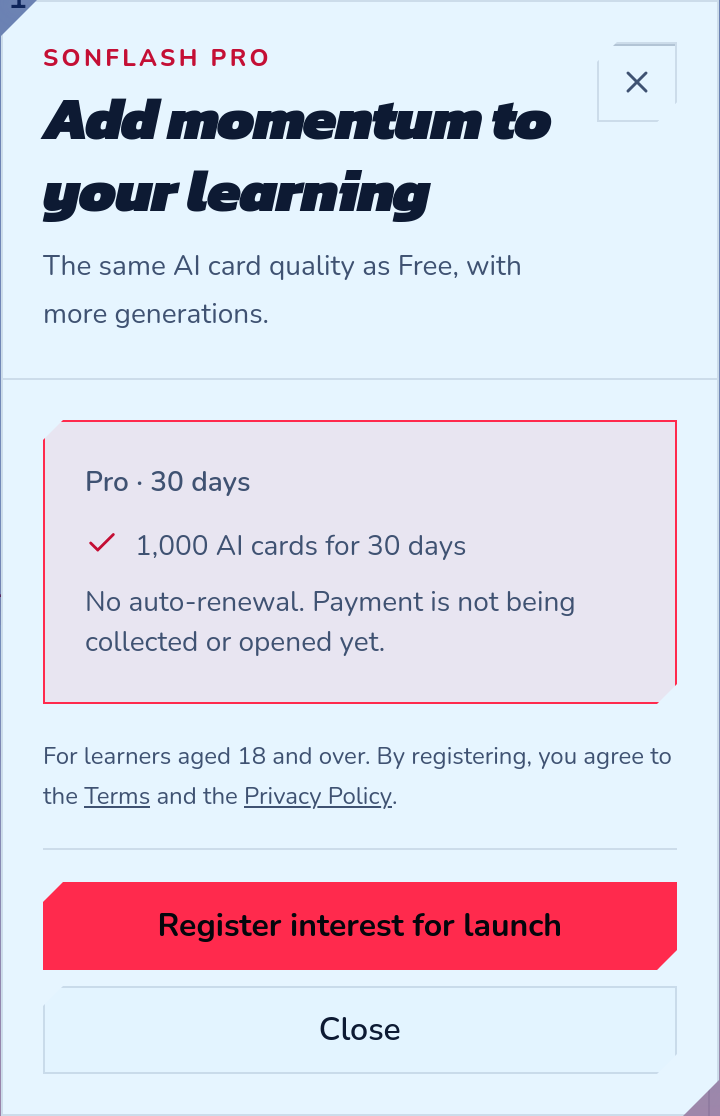 SONFLASH PRO
Add momentum to
your learning
The same AI card quality as Free, with
more generations.
Pro · 30 days
1,000 AI cards for 30 days
No auto-renewal. Payment is not being
collected or opened yet.
For learners aged 18 and over. By registering, you agree to
the Terms and the Privacy Policy.
Register interest for launch
Close